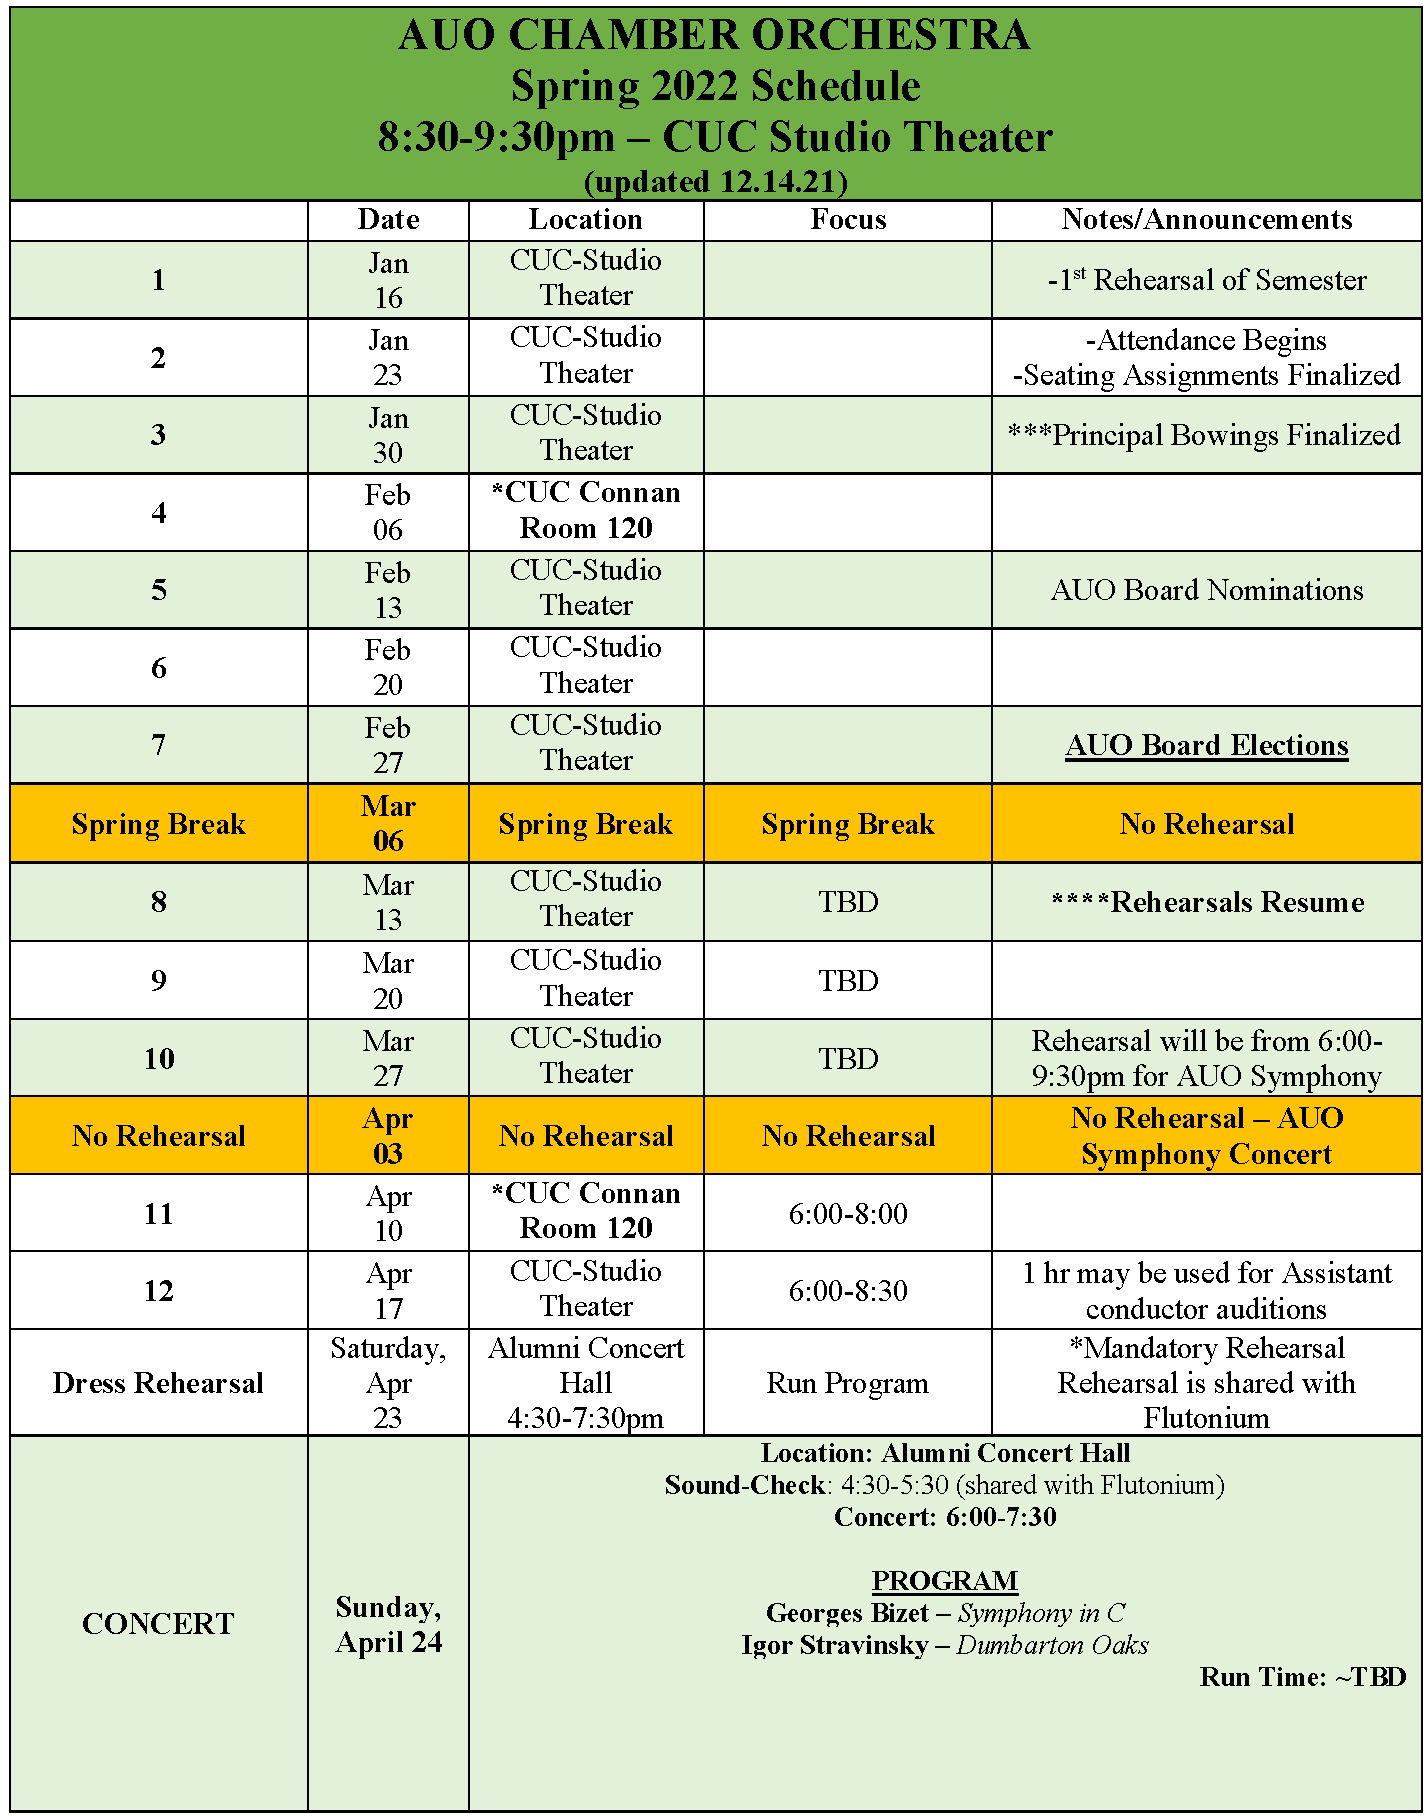 AUO CHAMBER ORCHESTRA
Spring 2022 Schedule
8:30-9:30pm – CUC Studio Theater
(updated 12.14.21)
Date Location Focus Notes/Announcements
1
Jan
16
CUC-Studio
Theater
-1st Rehearsal of Semester
2
Jan
23
CUC-Studio
Theater
-Attendance Begins
-Seating Assignments Finalized
3
Jan
30
CUC-Studio
Theater
***Principal Bowings Finalized
4
Feb
06
*CUC Connan
Room 120
5
Feb
13
CUC-Studio
Theater
AUO Board Nominations
6
Feb
20
CUC-Studio
Theater
7
Feb
27
CUC-Studio
Theater
AUO Board Elections
Spring Break
Mar
06
Spring Break
Spring Break
No Rehearsal
8
Mar
13
CUC-Studio
Theater
TBD
****Rehearsals Resume
9
Mar
20
CUC-Studio
Theater
TBD
10
Mar
27
CUC-Studio
Theater
TBD
Rehearsal will be from 6:00-
9:30pm for AUO Symphony
No Rehearsal
Apr
03
No Rehearsal
No Rehearsal
No Rehearsal – AUO
Symphony Concert
11
Apr
10
*CUC Connan
Room 120
6:00-8:00
12
Apr
17
CUC-Studio
Theater
6:00-8:30
1 hr may be used for Assistant
conductor auditions
Dress Rehearsal
Saturday,
Apr
23
Alumni Concert
Hall
4:30-7:30pm
Run Program
*Mandatory Rehearsal
Rehearsal is shared with
Flutonium
CONCERT
Sunday,
April 24
Location: Alumni Concert Hall
Sound-Check: 4:30-5:30 (shared with Flutonium)
Concert: 6:00-7:30
PROGRAM
Georges Bizet – Symphony in C
Igor Stravinsky – Dumbarton Oaks
Run Time: ~TBD